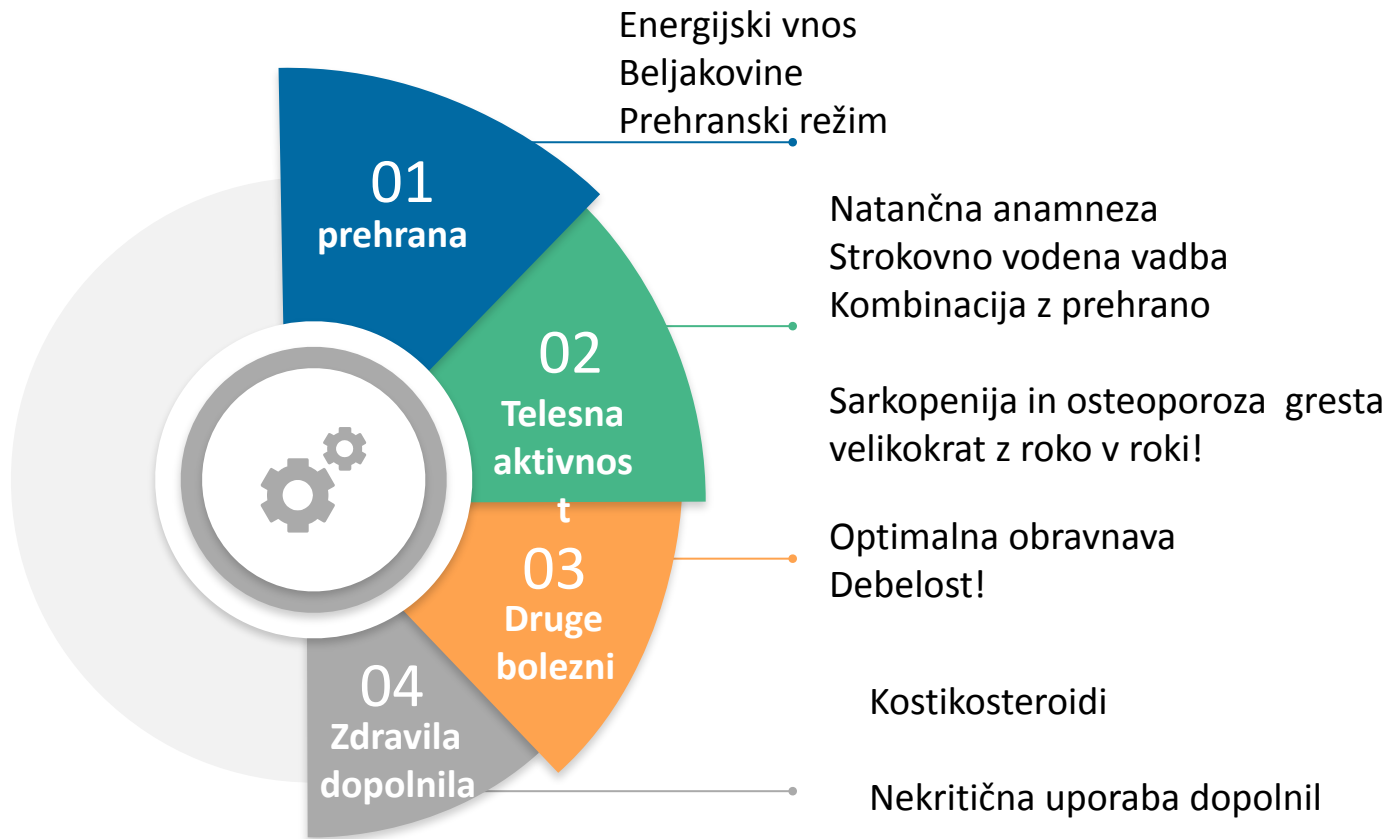 Energijski vnos
Beljakovine
Prehranski režim
01
prehrana
Natančna anamneza
Strokovno vodena vadba
Kombinacija z prehrano
02
Telesna
aktivnos
t
Sarkopenija in osteoporoza  gresta
velikokrat z roko v roki!
03
Druge
bolezni
Optimalna obravnava
Debelost!
04
Zdravila
dopolnila
Kostikosteroidi
Nekritična uporaba dopolnil